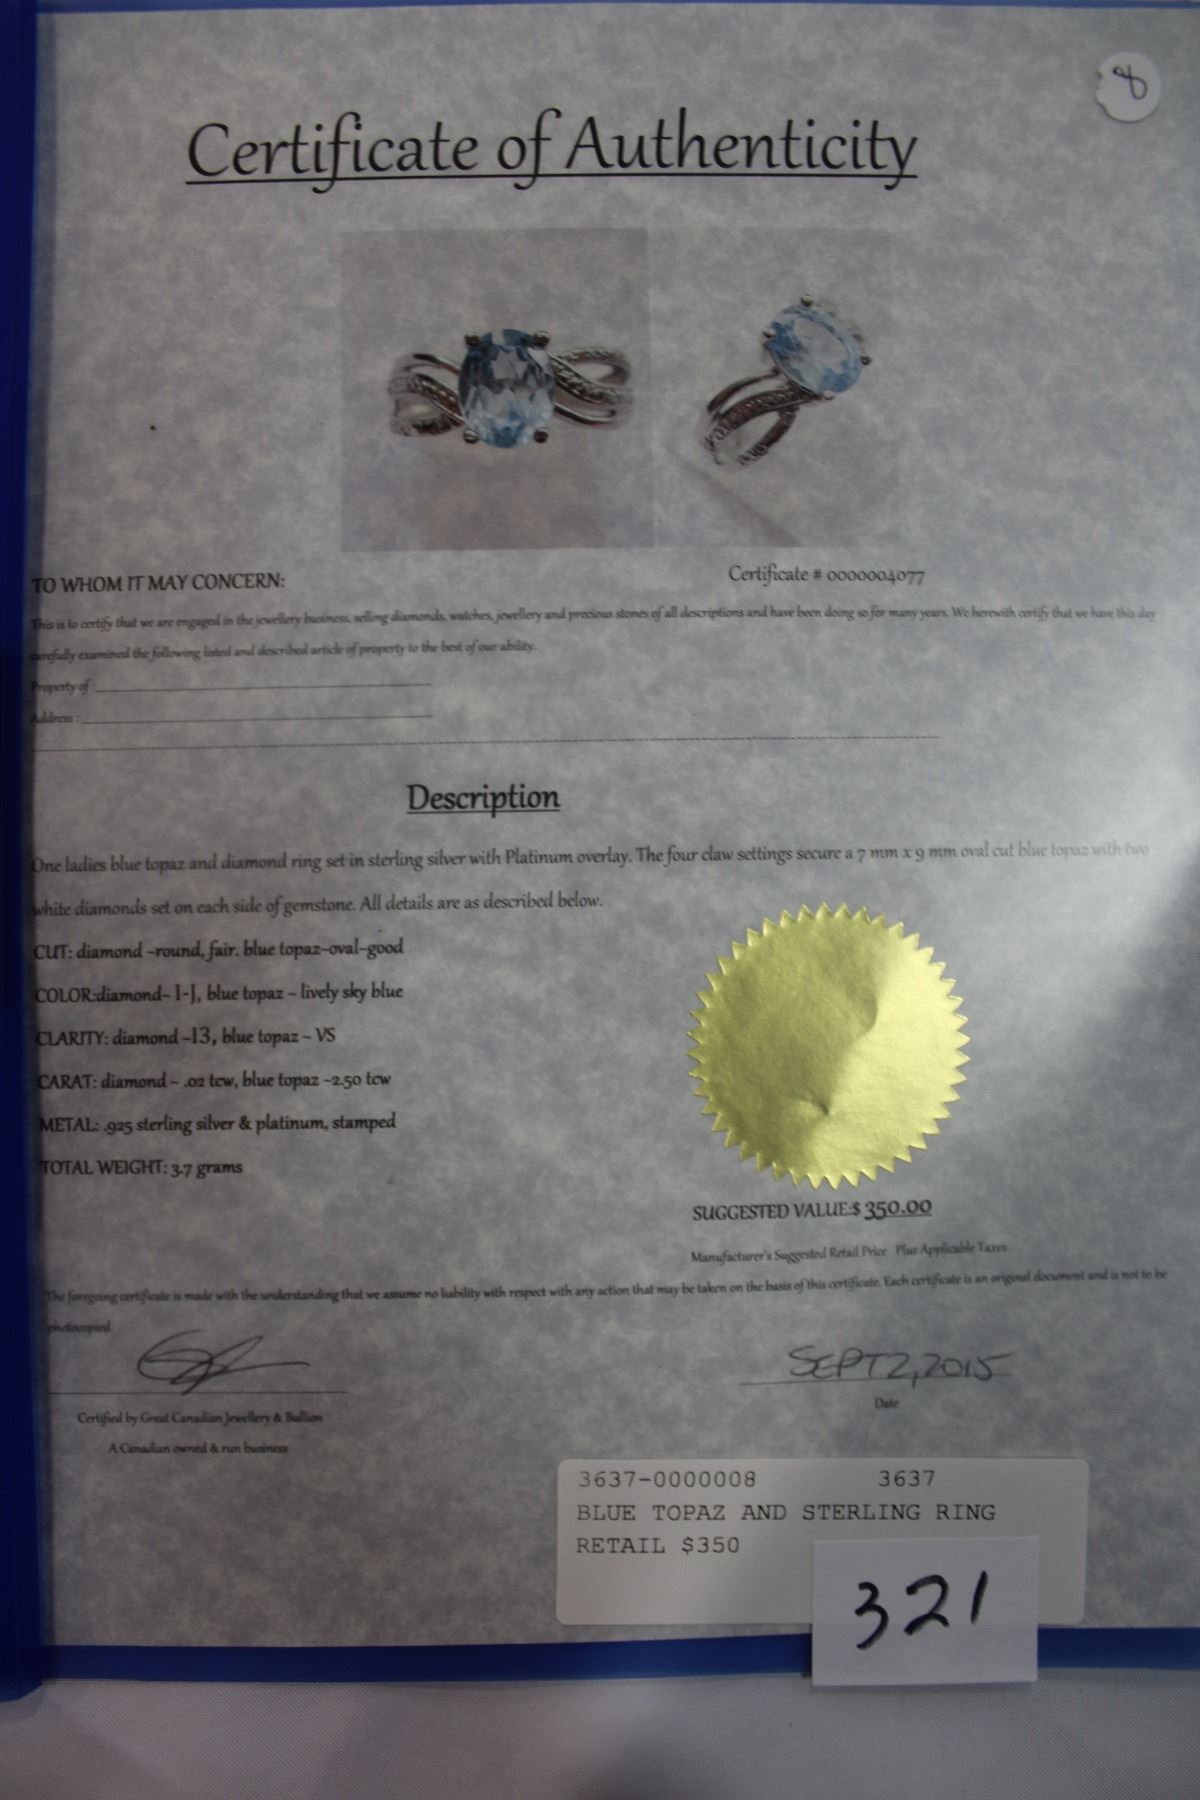 8
Certificate of Authenticity
TO WHOM IT MAY CONCERN:
Certificate # 0000004077
This is to certify that we are engaged in the jewellery business, selling diamonds, watches, jewellery and precious stones of all descriptions and have been doing so for many years. We herewith certify that we have this day
carefully examined the following listed and described article of property to the best of our ability.
Property of :
Address :
Description
One ladies blue topaz and diamond ring set in sterling silver with Platinum overlay. The four claw settings secure a 7 mm x 9 mm oval cut blue topaz with two
white diamonds set on each side of gemstone. All details are as described below.
CUT: diamond -round, fair. blue topaz-oval-good
COLOR:diamond- I-J, blue topaz - lively sky blue
CLARITY: diamond -I3, blue topaz - VS
CARAT: diamond - .02 tcw, blue topaz -2.50 tcw
METAL: .925 sterling silver & platinum, stamped
TOTAL WEIGHT: 3.7 grams
SUGGESTED VALUE:$ 350.00
Manufacturer's Suggested Retail Price Plus Applicable Taxes
The foregoing certificate is made with the understanding that we assume no liability with respect with any action that may be taken on the basis of this certificate. Each certificate is an original document and is not to be
photocopied.
SEPT 2, 2015
Date
Certified by Great Canadian Jewellery & Bullion
A Canadian owned & run business
3637-0000008 3637
BLUE TOPAZ AND STERLING RING
RETAIL $350
321